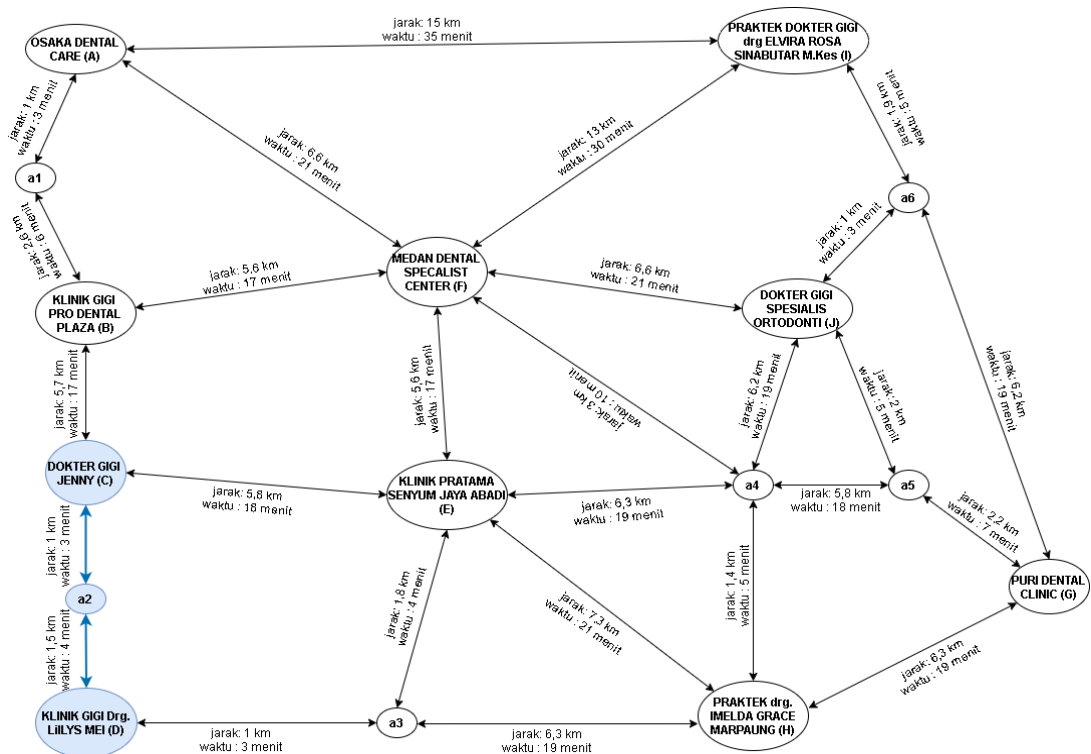 jarak: 15 km
waktu : 35 menit
OSAKA DENTAL
CARE (A)
PRAKTEK DOKTER GIGI
drg ELVIRA ROSA
SINABUTAR M.Kes (I)
jarak: 1 km
waktu : 3 menit
jarak: 6,6 km
waktu : 21 menit
jarak: 13 km
waktu : 30 menit
jarak: 1,9 km
waktu : 5 menit
a1
a6
jarak: 2,6 km
waktu : 6 menit
jarak: 1 km
waktu : 3 menit
jarak: 5,6 km
waktu : 17 menit
MEDAN DENTAL
SPECALIST
CENTER (F)
jarak: 6,6 km
waktu : 21 menit
KLINIK GIGI
PRO DENTAL
PLAZA (B)
DOKTER GIGI
SPESIALIS
ORTODONTI (J)
jarak: 5,7 km
waktu : 17 menit
jarak: 5,6 km
waktu : 17 menit
jarak: 3 km
waktu : 10 menit
jarak: 6,2 km
waktu : 19 menit
jarak: 2 km
waktu : 5 menit
jarak: 6,2 km
waktu : 19 menit
DOKTER GIGI
JENNY (C)
jarak: 5,8 km
waktu : 18 menit
KLINIK PRATAMA
SENYUM JAYA ABADI
(E)
jarak: 6,3 km
waktu : 19 menit
a4
jarak: 5,8 km
waktu : 18 menit
a5
jarak: 2,2 km
waktu : 7 menit
jarak: 1 km
waktu : 3 menit
a2
jarak: 1,8 km
waktu : 4 menit
jarak: 7,3 km
waktu : 21 menit
jarak: 1,4 km
waktu : 5 menit
PURI DENTAL
CLINIC (G)
jarak: 1,5 km
waktu : 4 menit
jarak: 6,3 km
waktu : 19 menit
KLINIK GIGI Drg.
LilLYS MEI (D)
jarak: 1 km
waktu : 3 menit
a3
jarak: 6,3 km
waktu : 19 menit
PRAKTEK drg.
IMELDA GRACE
MARPAUNG (H)